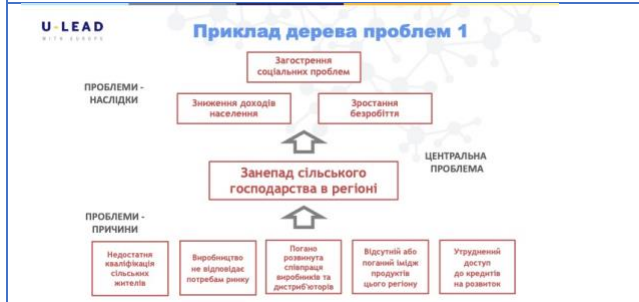 U-LEAD
WITH EUROPE
Приклад дерева проблем 1
Загострення
соціальних проблем
ПРОБЛЕМИ -
НАСЛІДКИ
Зниження доходів
населення
Зростання
безробіття
ЦЕНТРАЛЬНА
ПРОБЛЕМА
Занепад сільського
господарства в регіоні
ПРОБЛЕМИ -
ПРИЧИНИ
Недостатня
кваліфікація
сільських
жителів
Виробництво
не відповідає
потребам ринку
Погано
розвинута
співпраця
виробників та
дистриб'юторів
Відсутній або
поганий імідж
продуктів
цього регіону
Утруднений
доступ
до кредитів
на розвиток